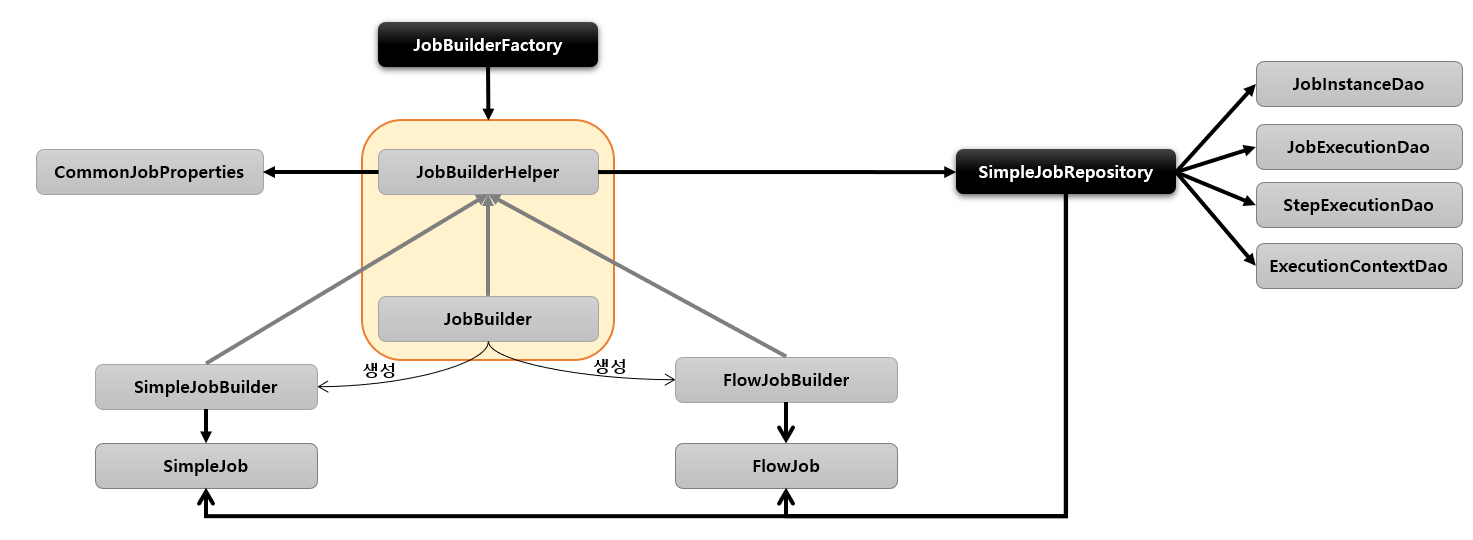 JobBuilderFactory
JobInstanceDao
JobExecutionDao
CommonJobProperties
JobBuilderHelper
SimpleJobRepository
StepExecutionDao
ExecutionContextDao
JobBuilder
생성
생성
SimpleJobBuilder
FlowJobBuilder
SimpleJob
FlowJob